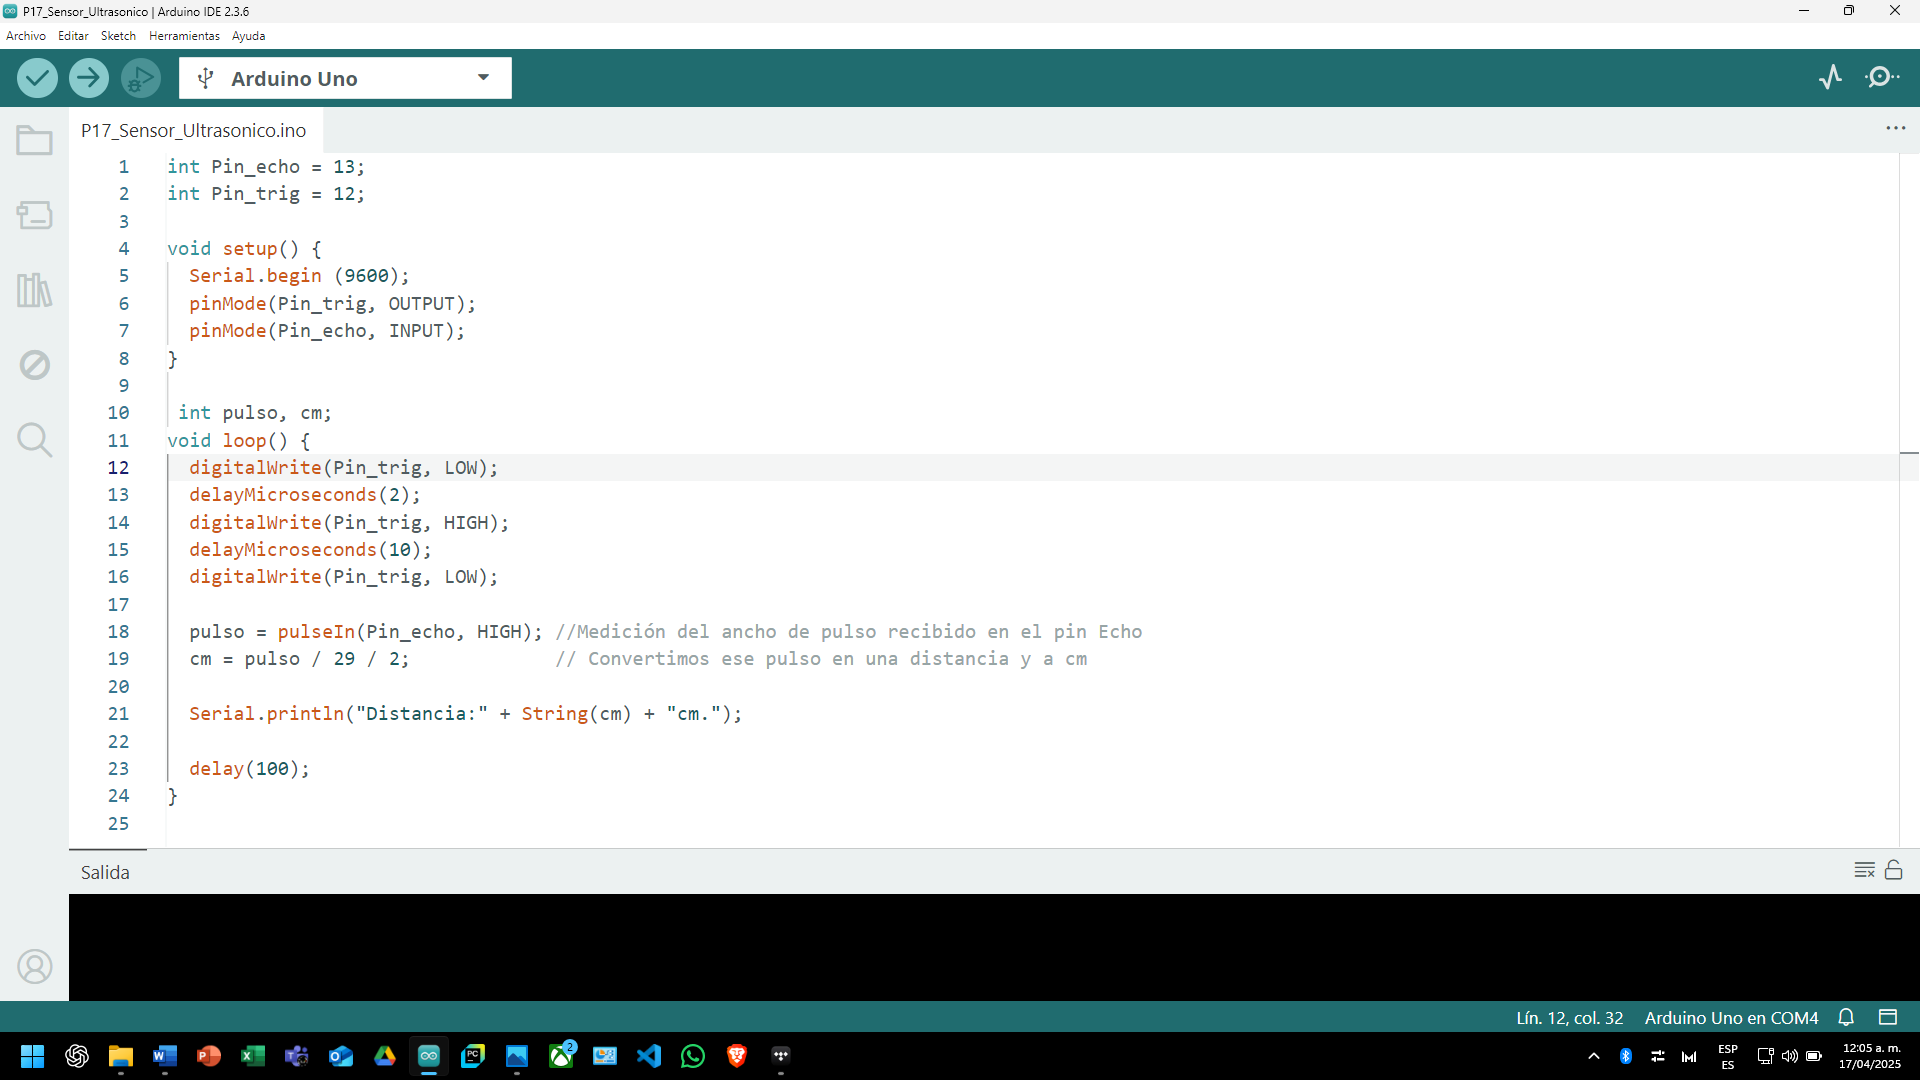 P17_Sensor_Ultrasonico | Arduino IDE 2.3.6
Archivo Editar Sketch Herramientas Ayuda
Arduino Uno
P17_Sensor_Ultrasonico.ino
1 int Pin_echo = 13;
2 int Pin_trig = 12;
3
4 void setup() {
5 Serial.begin (9600);
6 pinMode(Pin_trig, OUTPUT);
7 pinMode(Pin_echo, INPUT);
8 }
9
10 int pulso, cm;
11 void loop() {
12 digitalWrite(Pin_trig, LOW);
13 delayMicroseconds(2);
14 digitalWrite(Pin_trig, HIGH);
15 delayMicroseconds(10);
16 digitalWrite(Pin_trig, LOW);
17
18 pulso = pulseIn(Pin_echo, HIGH); //Medición del ancho de pulso recibido en el pin Echo
19 cm = pulso / 29 / 2; // Convertimos ese pulso en una distancia y a cm
20
21 Serial.println("Distancia:" + String(cm) + "cm.");
22
23 delay(100);
24 }
25
Salida
Lín. 12, col. 32 Arduino Uno en COM4
2
ESP
ES
12:05 a. m.
17/04/2025